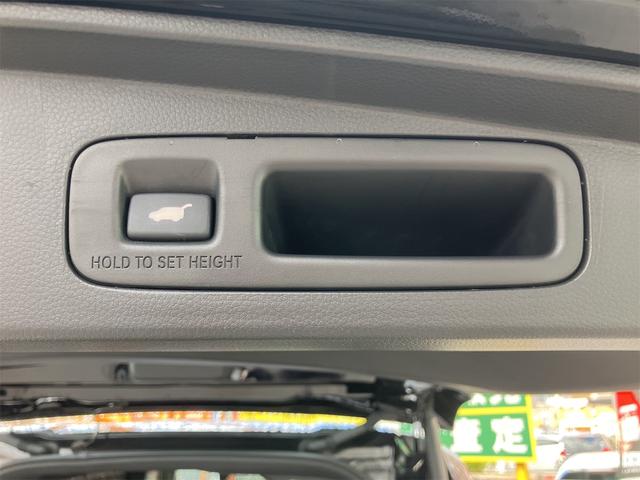 HOLD TO SET HEIGHT
査定